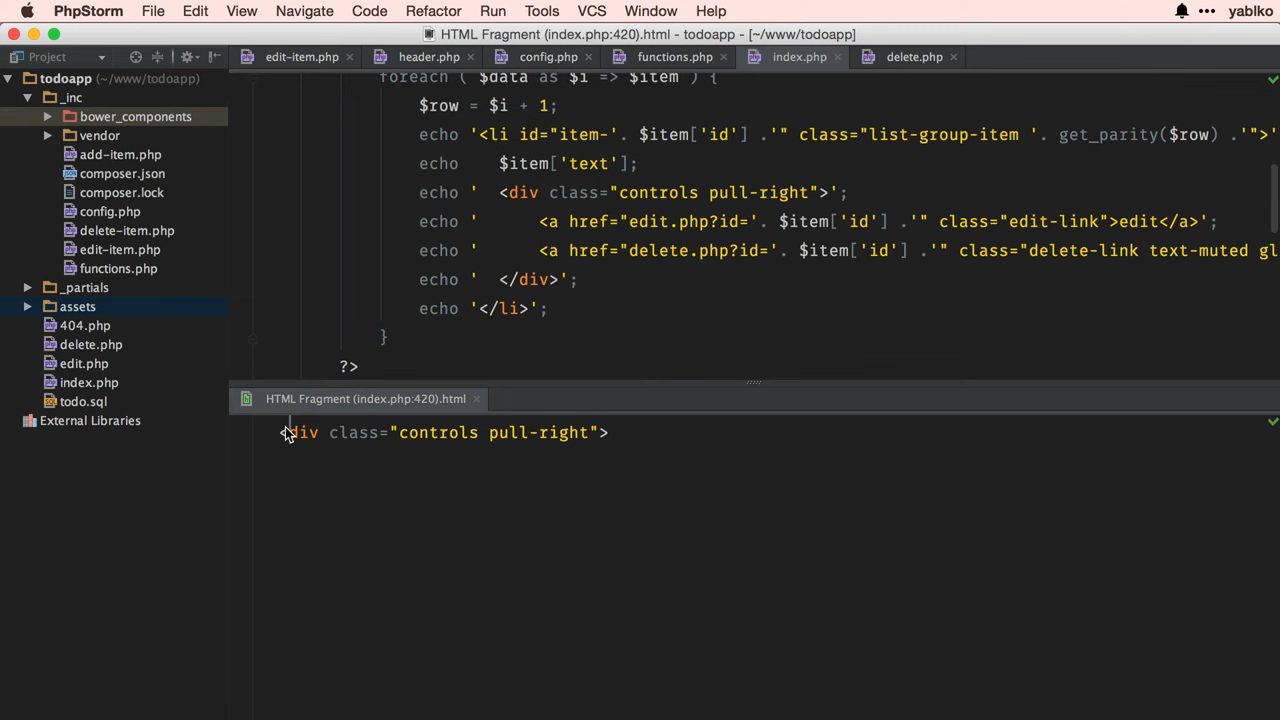 PhpStorm File Edit View Navigate Code Refactor Run Tools VCS Window Help yablko
HTML Fragment (index.php:420).html - todoapp - [~/www/todoapp]
Project
edit-item.php header.php config.php functions.php index.php delete.php
todoapp (~/www/todoapp)
_inc
bower_components
vendor
add-item.php
composer.json
composer.lock
config.php
delete-item.php
edit-item.php
functions.php
_partials
assets
404.php
delete.php
edit.php
index.php
todo.sql
External Libraries
foreach ( $data as $i => $item ) {
$row = $i + 1;
echo '<li id="item-'. $item['id'] .'" class="list-group-item '. get_parity($row) .'">'
echo $item['text'];
echo ' <div class="controls pull-right">';
echo ' <a href="edit.php?id='. $item['id'] .'" class="edit-link">edit</a>';
echo ' <a href="delete.php?id='. $item['id'] .'" class="delete-link text-muted gl
echo ' </div>';
echo '</li>';
}
?>
HTML Fragment (index.php:420).html
<div class="controls pull-right">